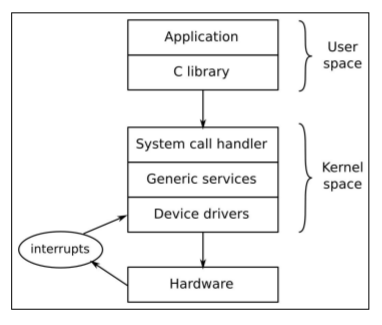 Application
C library
User
space
System call handler
Generic services
Device drivers
Kernel
space
interrupts
Hardware